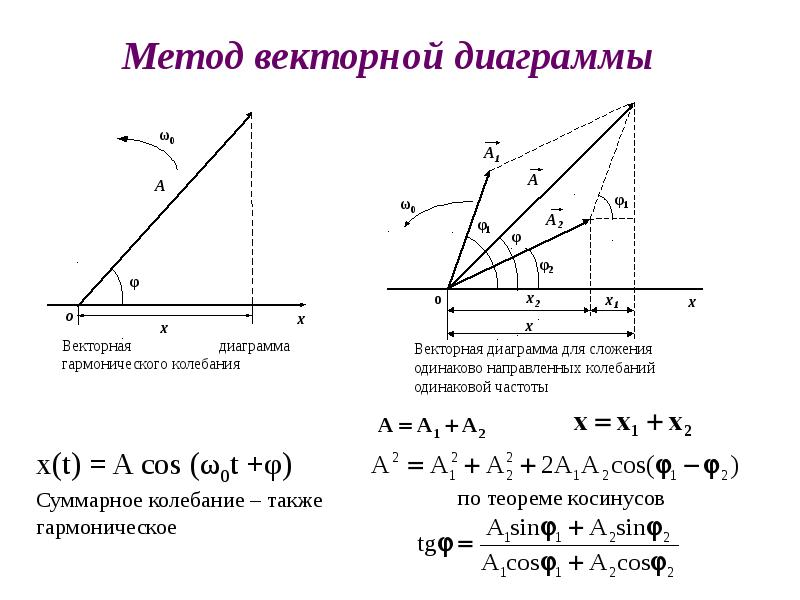 Метод векторной диаграммы
ω₀
A
φ
o
x
x
Векторная диаграмма
гармонического колебания
A₁
A
A₂
ω₀
φ₁
φ
φ₂
φ₁
o
x₂
x₁
x
x
Векторная диаграмма для сложения
одинаково направленных колебаний
одинаковой частоты
A = A₁ + A₂
x = x₁ + x₂
x(t) = A cos (ω₀t +φ)
Суммарное колебание – также
гармоническое
A² = A₁² + A₂² + 2A₁A₂cos(φ₁ − φ₂)
по теореме косинусов
tgφ = (A₁sinφ₁ + A₂sinφ₂) / (A₁cosφ₁ + A₂cosφ₂)